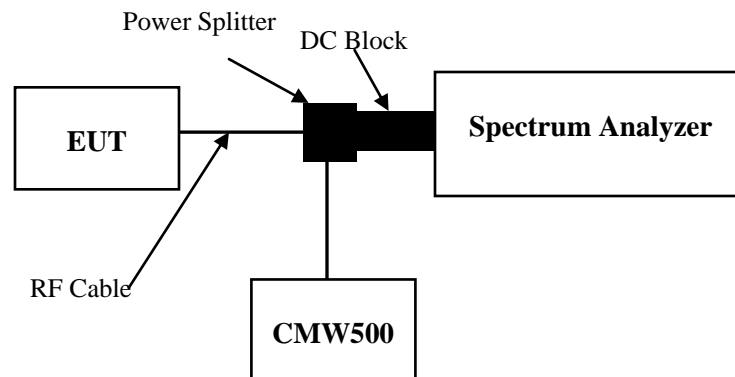 Power Splitter
DC Block
EUT
Spectrum Analyzer
RF Cable
CMW500